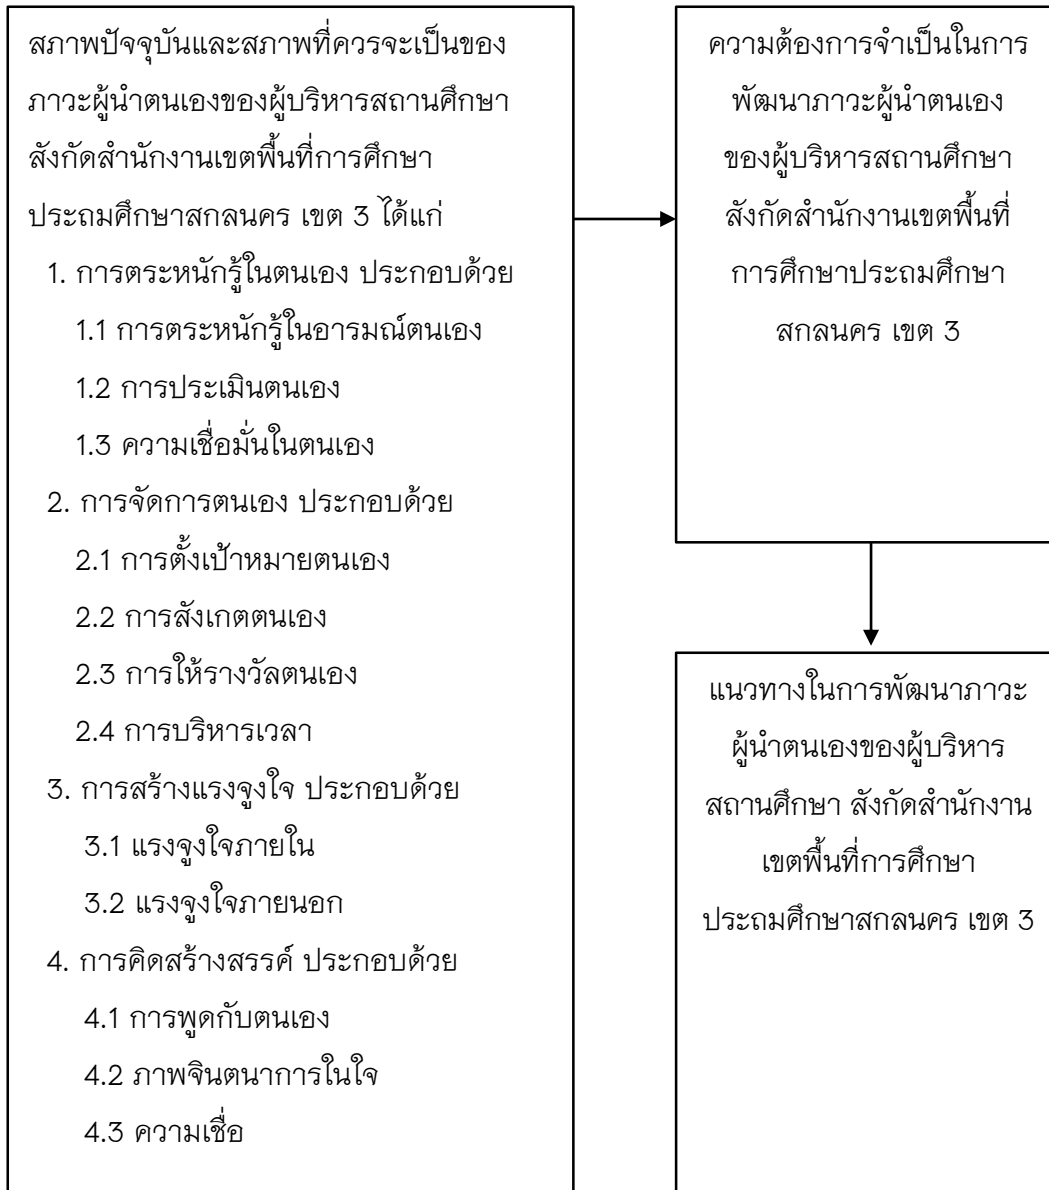 สภาพปัจจุบันและสภาพที่ควรจะเป็นของ
ภาวะผู้นำตนเองของผู้บริหารสถานศึกษา
สังกัดสำนักงานเขตพื้นที่การศึกษา
ประถมศึกษาสกลนคร เขต 3 ได้แก่
1. การตระหนักรู้ในตนเอง ประกอบด้วย
1.1 การตระหนักรู้ในอารมณ์ตนเอง
1.2 การประเมินตนเอง
1.3 ความเชื่อมั่นในตนเอง
2. การจัดการตนเอง ประกอบด้วย
2.1 การตั้งเป้าหมายตนเอง
2.2 การสังเกตตนเอง
2.3 การให้รางวัลตนเอง
2.4 การบริหารเวลา
3. การสร้างแรงจูงใจ ประกอบด้วย
3.1 แรงจูงใจภายใน
3.2 แรงจูงใจภายนอก
4. การคิดสร้างสรรค์ ประกอบด้วย
4.1 การพูดกับตนเอง
4.2 ภาพจินตนาการในใจ
4.3 ความเชื่อ
ความต้องการจำเป็นในการ
พัฒนาภาวะผู้นำตนเอง
ของผู้บริหารสถานศึกษา
สังกัดสำนักงานเขตพื้นที่
การศึกษาประถมศึกษา
สกลนคร เขต 3
แนวทางในการพัฒนาภาวะ
ผู้นำตนเองของผู้บริหาร
สถานศึกษา สังกัดสำนักงาน
เขตพื้นที่การศึกษา
ประถมศึกษาสกลนคร เขต 3